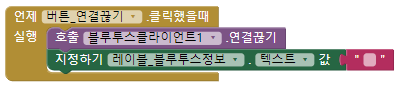 언제 버튼_연결끊기 .클릭했을때
실행 호출 블루투스클라이언트1 .연결끊기
지정하기 레이블_블루투스정보 . 텍스트 값 " "